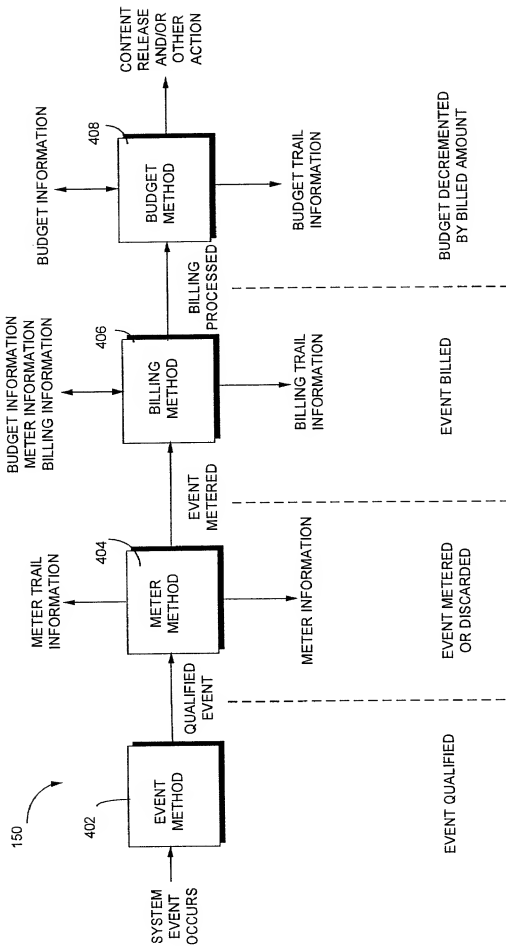 150
SYSTEM
EVENT
OCCURS
402
EVENT
METHOD
QUALIFIED
EVENT
EVENT QUALIFIED
METER TRAIL
INFORMATION
404
METER
METHOD
METER INFORMATION
EVENT
METERED
EVENT METERED
OR DISCARDED
BUDGET INFORMATION
METER INFORMATION
BILLING INFORMATION
406
BILLING
METHOD
BILLING TRAIL
INFORMATION
BILLING
PROCESSED
EVENT BILLED
BUDGET INFORMATION
408
BUDGET
METHOD
BUDGET TRAIL
INFORMATION
CONTENT
RELEASE
AND/OR
OTHER
ACTION
BUDGET DECREMENTED
BY BILLED AMOUNT